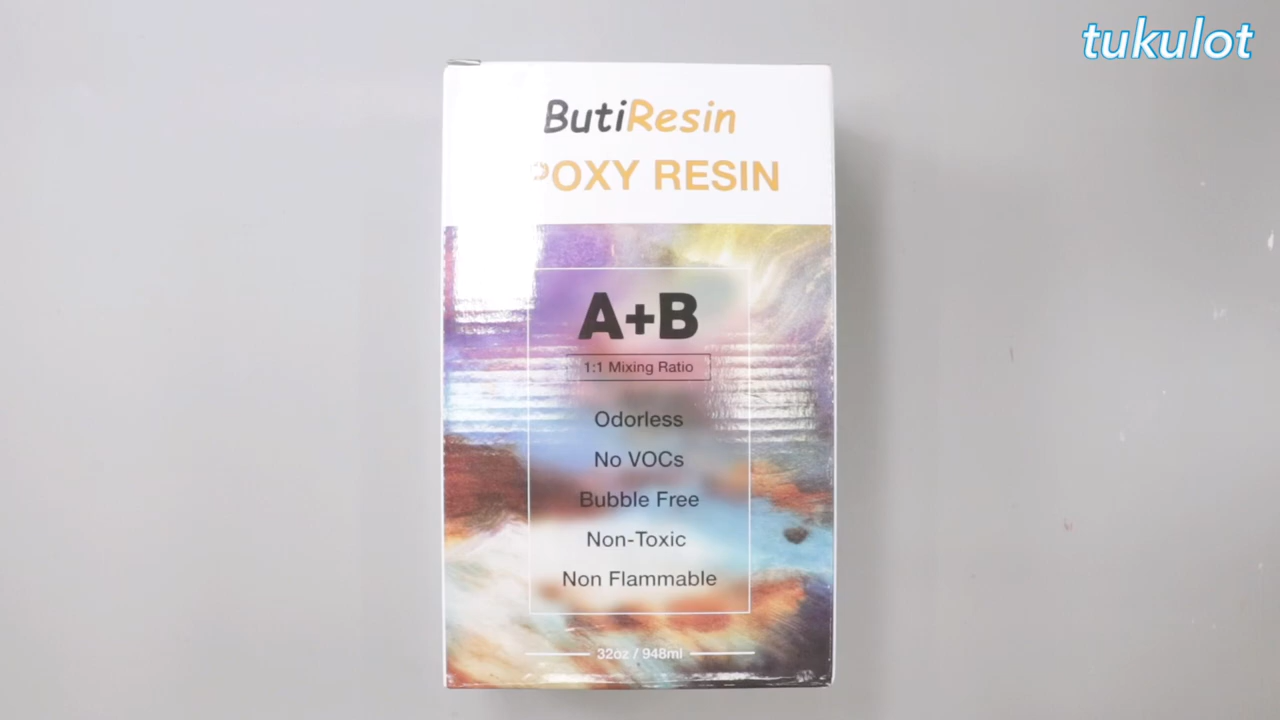 tukulot
ButiResin
POXY RESIN
A+B
1:1 Mixing Ratio
Odorless
No VOCs
Bubble Free
Non-Toxic
Non Flammable
32oz / 948ml